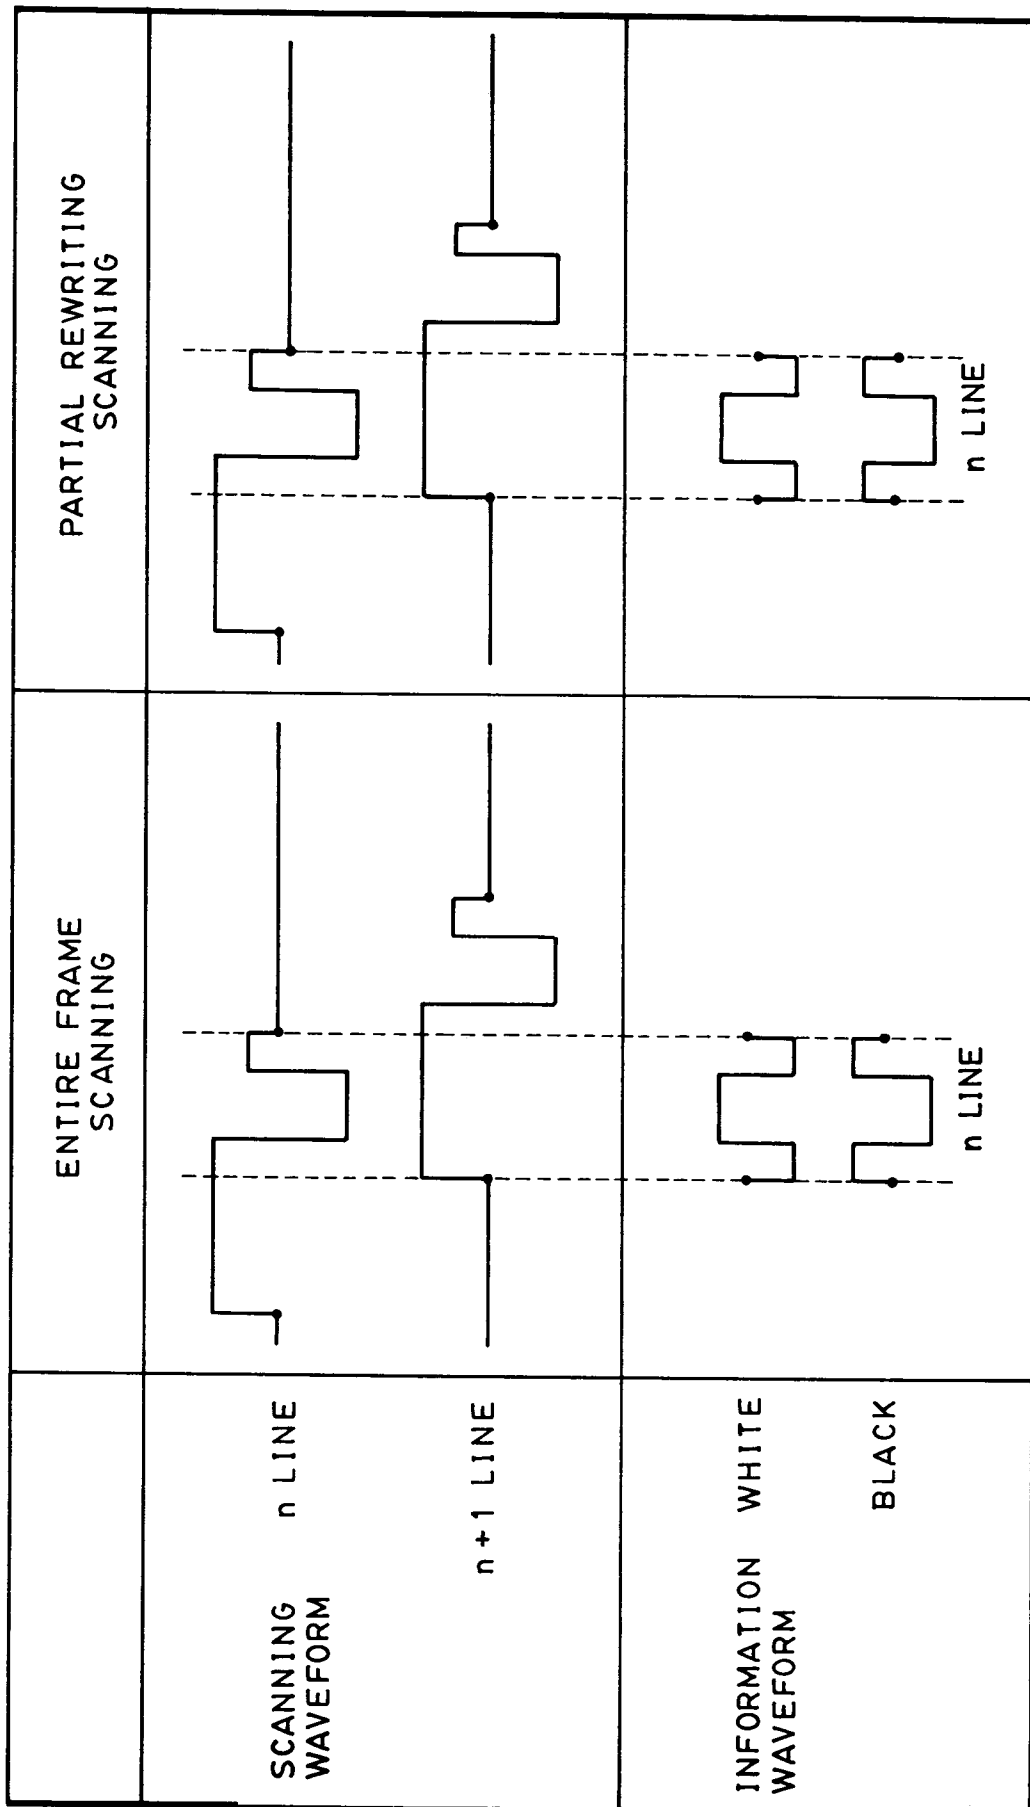 ENTIRE FRAME
SCANNING
PARTIAL REWRITING
SCANNING
SCANNING
WAVEFORM
n LINE
n+1 LINE
INFORMATION
WAVEFORM
WHITE
BLACK
n LINE
n LINE